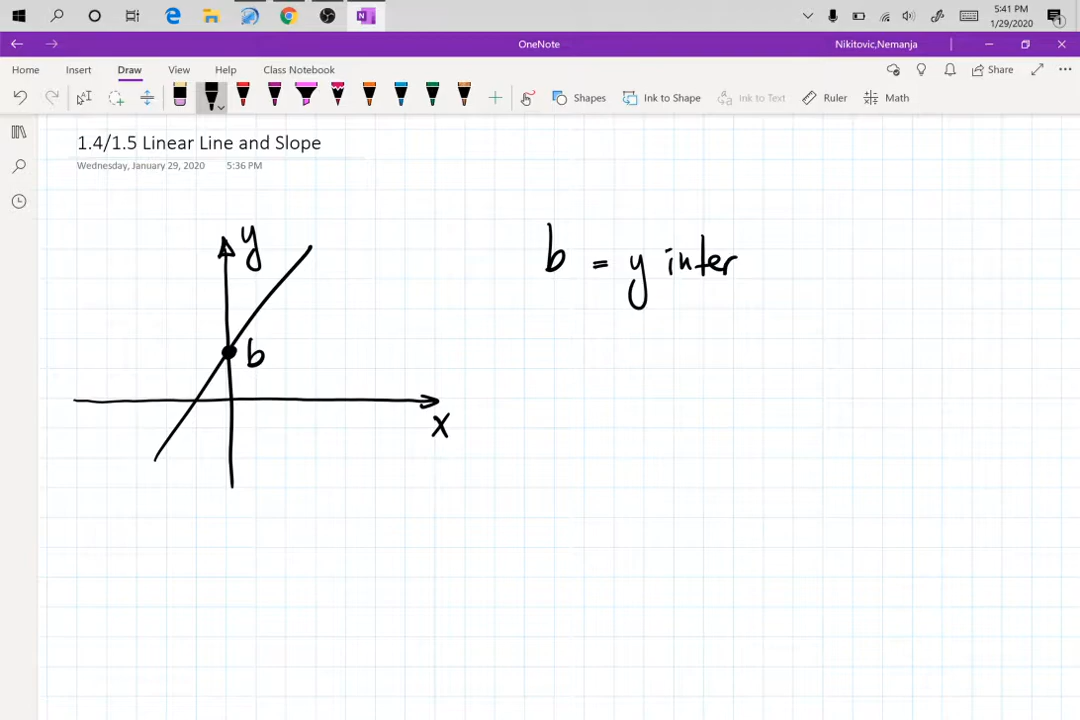 5:41 PM
1/29/2020
1
OneNote
Nikitovic,Nemanja
Home Insert Draw View Help Class Notebook
Share
Shapes Ink to Shape Ink to Text Ruler Math
1.4/1.5 Linear Line and Slope
Wednesday, January 29, 2020 5:36 PM
y
b = y inter
b
x